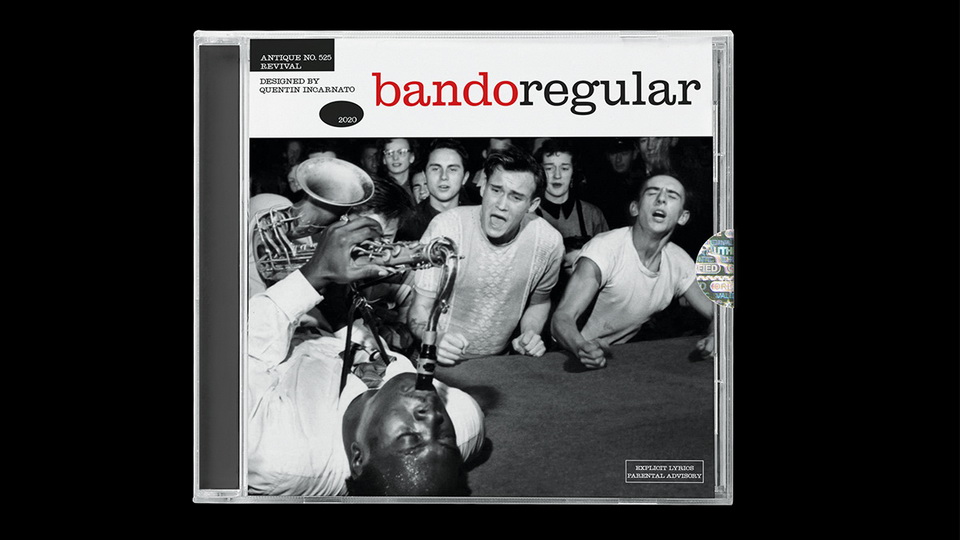 ANTIQUE NO. 525
REVIVAL
DESIGNED BY
QUENTIN INCARNATO
2020
bandoregular
EXPLICIT LYRICS
PARENTAL ADVISORY